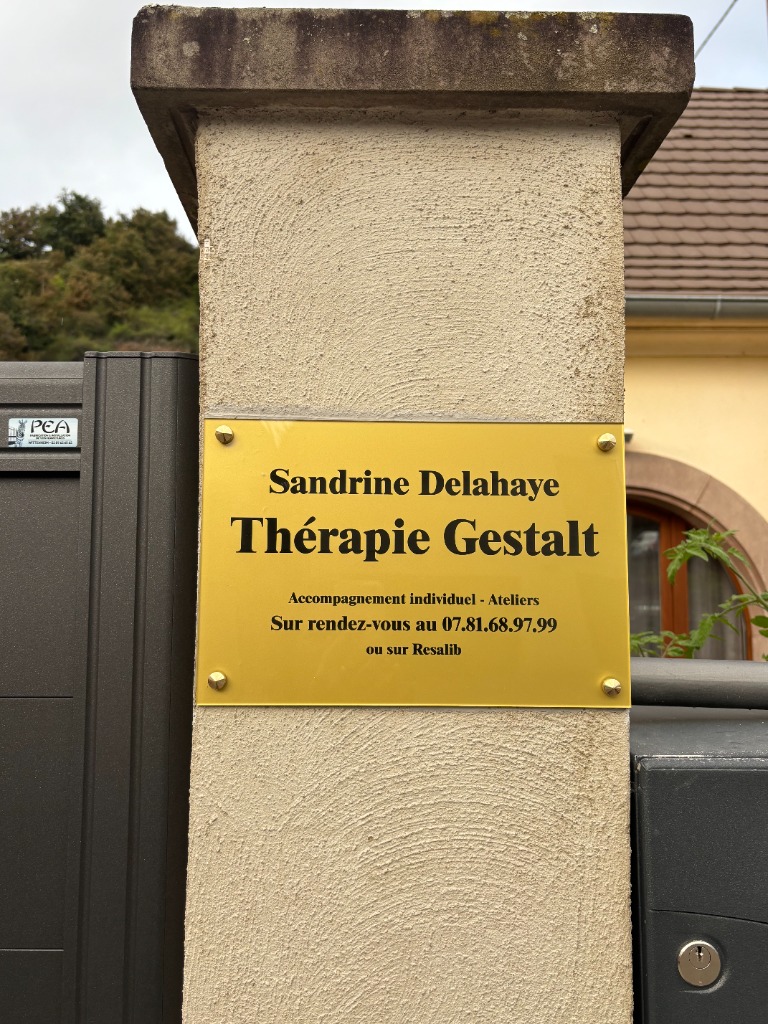 PEA
Sandrine Delahaye
Thérapie Gestalt
Accompagnement individuel - Ateliers
Sur rendez-vous au 07.81.68.97.99
ou sur Resalib